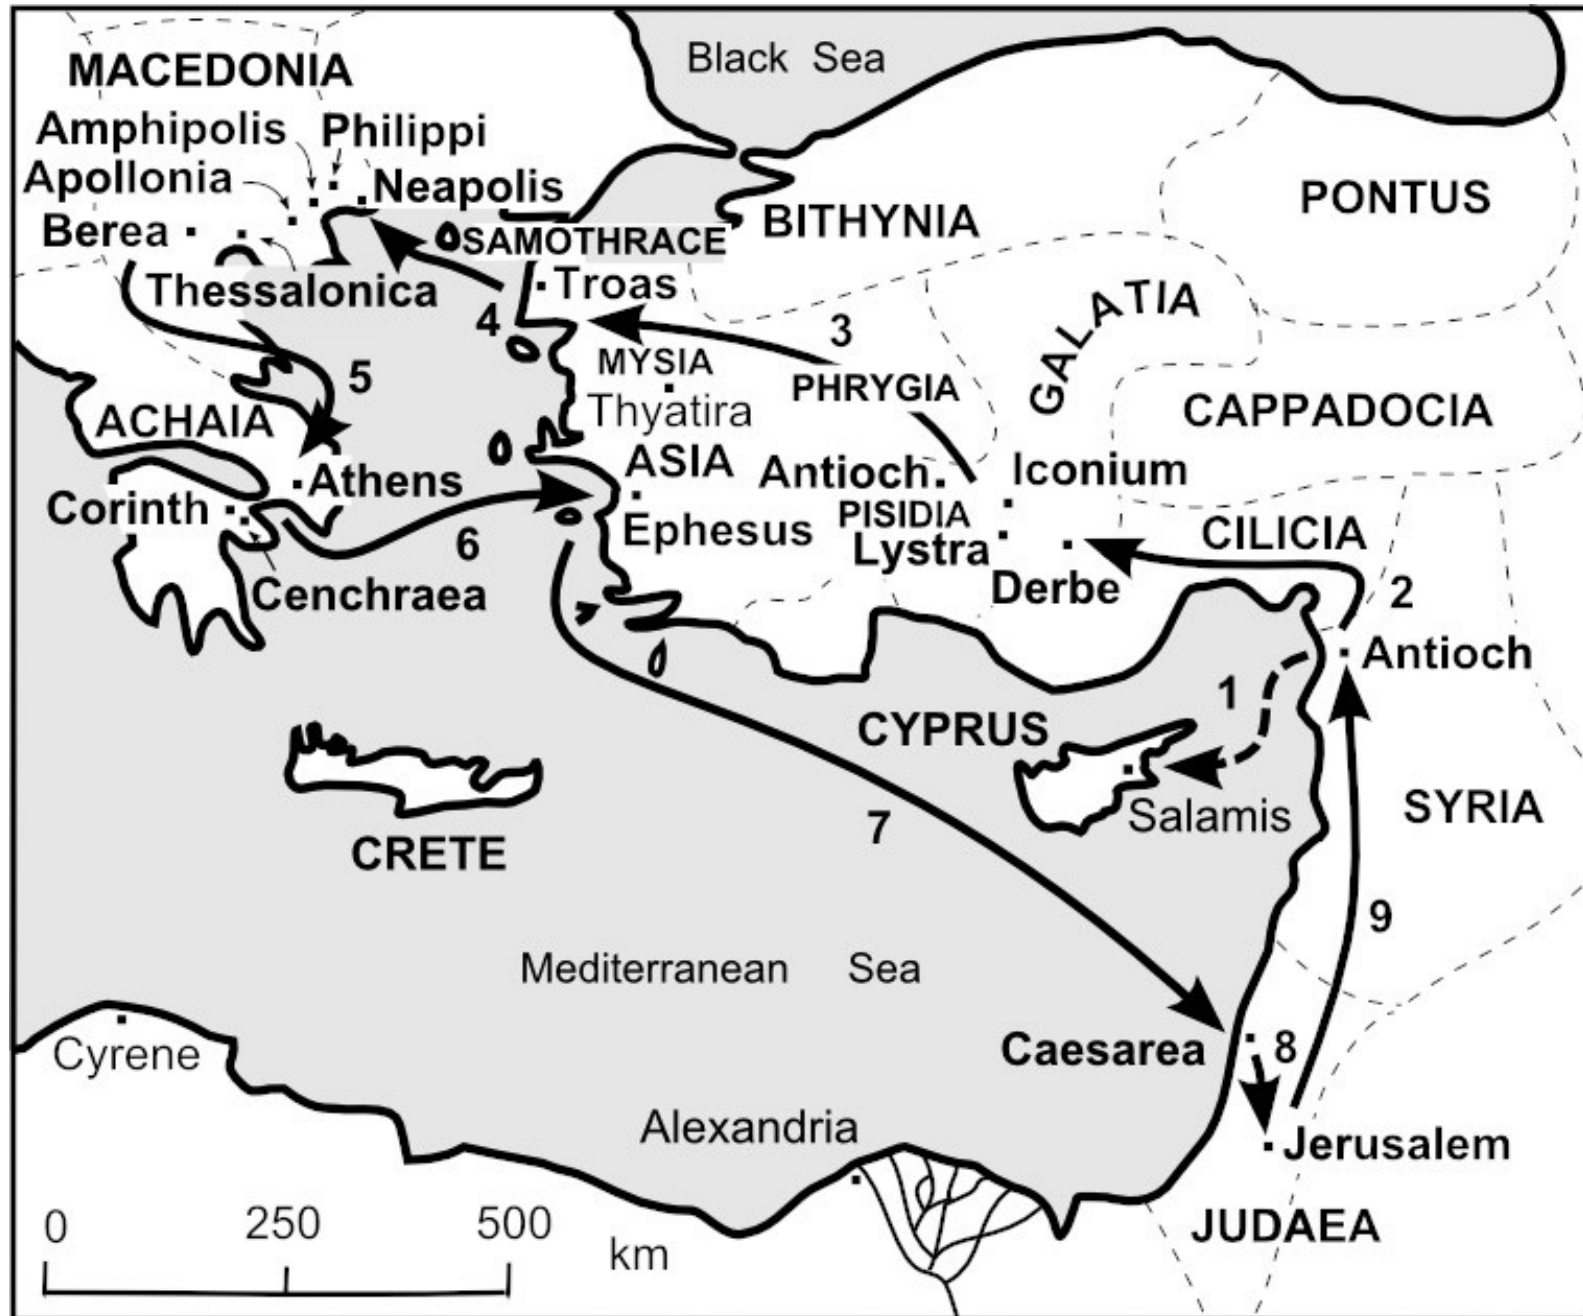 Black Sea
MACEDONIA
Amphipolis
Philippi
Apollonia
Neapolis
Berea
SAMOTHRACE
BITHYNIA
PONTUS
Thessalonica
Troas
4
3
GALATIA
MYSIA
5
PHRYGIA
Thyatira
ACHAIA
CAPPADOCIA
ASIA
Antioch
Iconium
Athens
Corinth
PISIDIA
Ephesus
6
Lystra
CILICIA
Derbe
2
Cenchraea
Antioch
1
CYPRUS
SYRIA
Salamis
7
CRETE
9
Mediterranean Sea
Caesarea
8
Cyrene
Alexandria
Jerusalem
JUDAEA
0 250 500
km